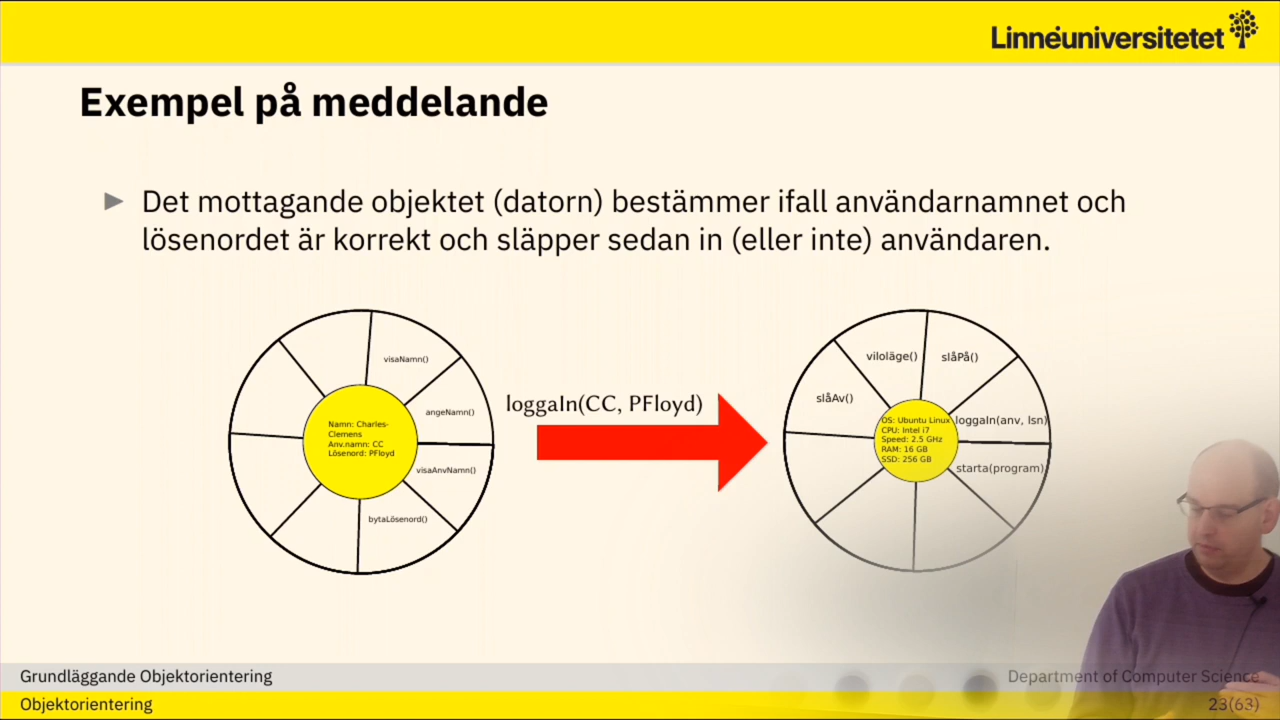 Linnéuniversitetet
Exempel på meddelande
Det mottagande objektet (datorn) bestämmer ifall användarnamnet och
lösenordet är korrekt och släpper sedan in (eller inte) användaren.
visaNamn()
angeNamn()
visaAnvNamn()
bytaLösenord()
Namn: Charles-
Clemens
Anv.namn: CC
Lösenord: PFloyd
loggaIn(CC, PFloyd)
viloläge()
slåPå()
slåAv()
loggaIn(anv, lsn)
starta(program)
OS: Ubuntu Linux
CPU: Intel i7
Speed: 2.5 GHz
RAM: 16 GB
SSD: 256 GB
Grundläggande Objektorientering
Department of Computer Science
Objektorientering
23(63)